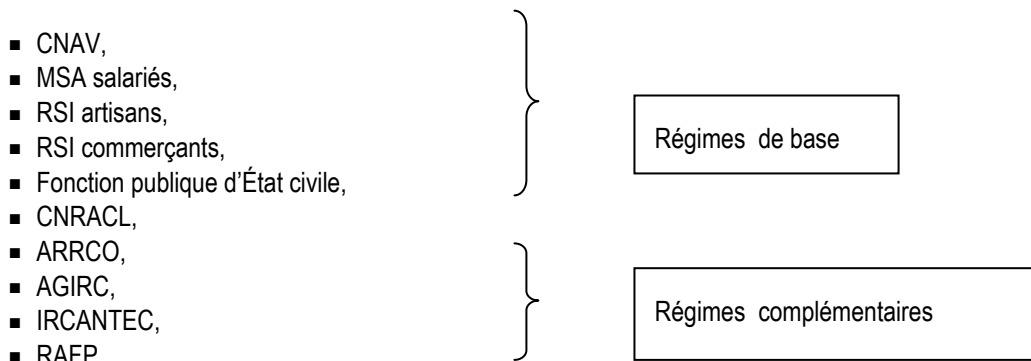 ▪ CNAV,
▪ MSA salariés,
▪ RSI artisans,
▪ RSI commerçants,
▪ Fonction publique d'État civile,
▪ CNRACL,
▪ ARRCO,
▪ AGIRC,
▪ IRCANTEC,
▪ RAFP
Régimes de base
Régimes complémentaires